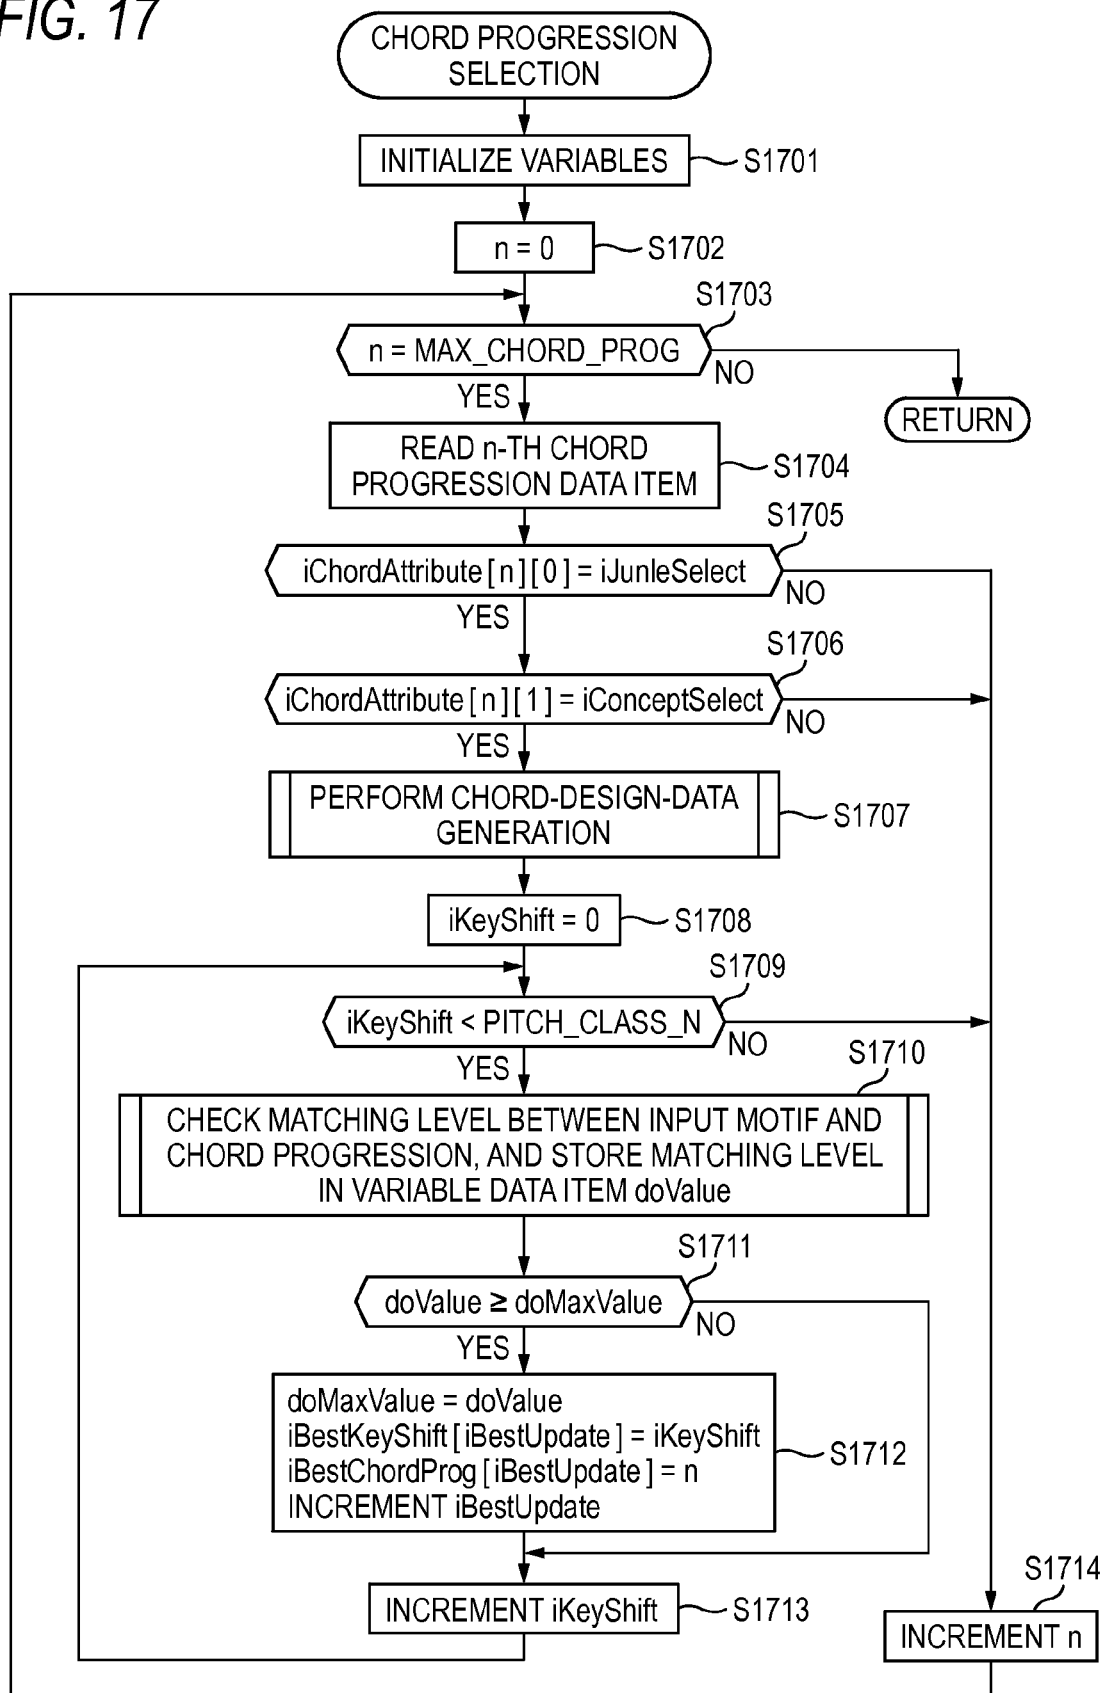 FIG. 17
CHORD PROGRESSION
SELECTION
INITIALIZE VARIABLES
S1701
n = 0
S1702
S1703
n = MAX_CHORD_PROG
NO
YES
RETURN
READ n-TH CHORD
PROGRESSION DATA ITEM
S1704
S1705
iChordAttribute[n][0] = iJunleSelect
NO
YES
S1706
iChordAttribute[n][1] = iConceptSelect
NO
YES
PERFORM CHORD-DESIGN-DATA
GENERATION
S1707
iKeyShift = 0
S1708
S1709
iKeyShift < PITCH_CLASS_N
NO
YES
S1710
CHECK MATCHING LEVEL BETWEEN INPUT MOTIF AND
CHORD PROGRESSION, AND STORE MATCHING LEVEL
IN VARIABLE DATA ITEM doValue
S1711
doValue ≥ doMaxValue
NO
YES
doMaxValue = doValue
iBestKeyShift[iBestUpdate] = iKeyShift
iBestChordProg[iBestUpdate] = n
INCREMENT iBestUpdate
S1712
INCREMENT iKeyShift
S1713
S1714
INCREMENT n